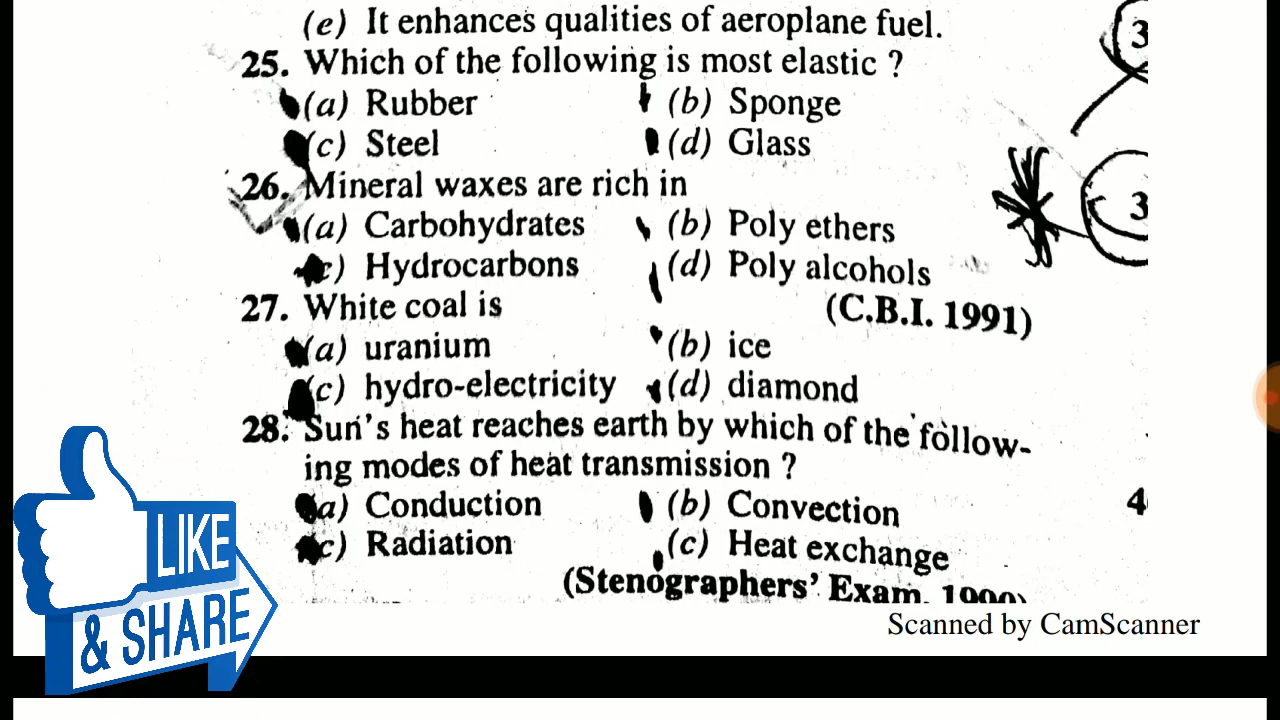 (e) It enhances qualities of aeroplane fuel.
25. Which of the following is most elastic ?
(a) Rubber (b) Sponge
(c) Steel (d) Glass
26. Mineral waxes are rich in
(a) Carbohydrates (b) Poly ethers
(c) Hydrocarbons (d) Poly alcohols
(C.B.I. 1991)
27. White coal is
(a) uranium (b) ice
(c) hydro-electricity (d) diamond
28. Sun's heat reaches earth by which of the follow-
ing modes of heat transmission ?
(a) Conduction (b) Convection
(c) Radiation (c) Heat exchange
(Stenographers' Exam.
3
3
4
Scanned by CamScanner
LIKE
& SHARE